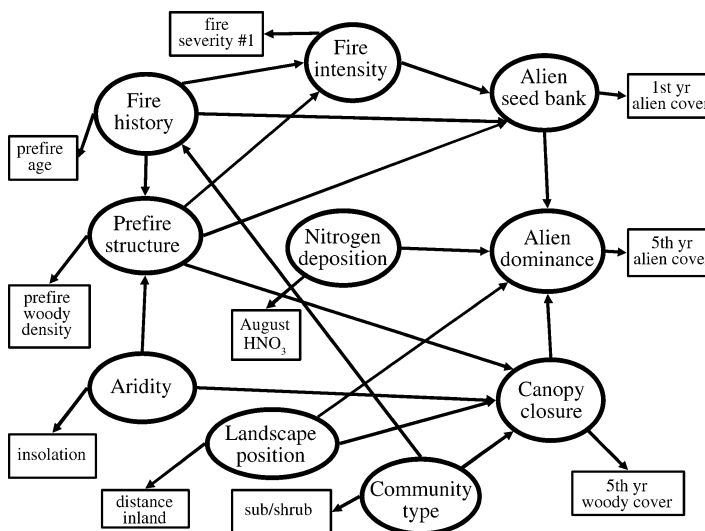 fire
severity #1
Fire
intensity
Alien
seed bank
1st yr
alien cover
Fire
history
prefire
age
Prefire
structure
Nitrogen
deposition
Alien
dominance
5th yr
alien cover
prefire
woody
density
August
HNO₃
Aridity
Canopy
closure
insolation
Landscape
position
distance
inland
sub/shrub
Community
type
5th yr
woody cover